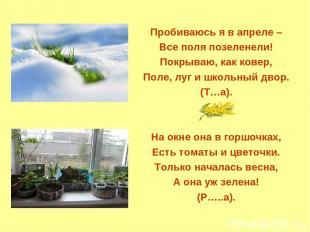 Пробиваюсь я в апреле –
Все поля позеленели!
Покрываю, как ковер,
Поле, луг и школьный двор.
(Т…а).
На окне она в горшочках,
Есть томаты и цветочки.
Только началась весна,
А она уж зелена!
(Р…..а).